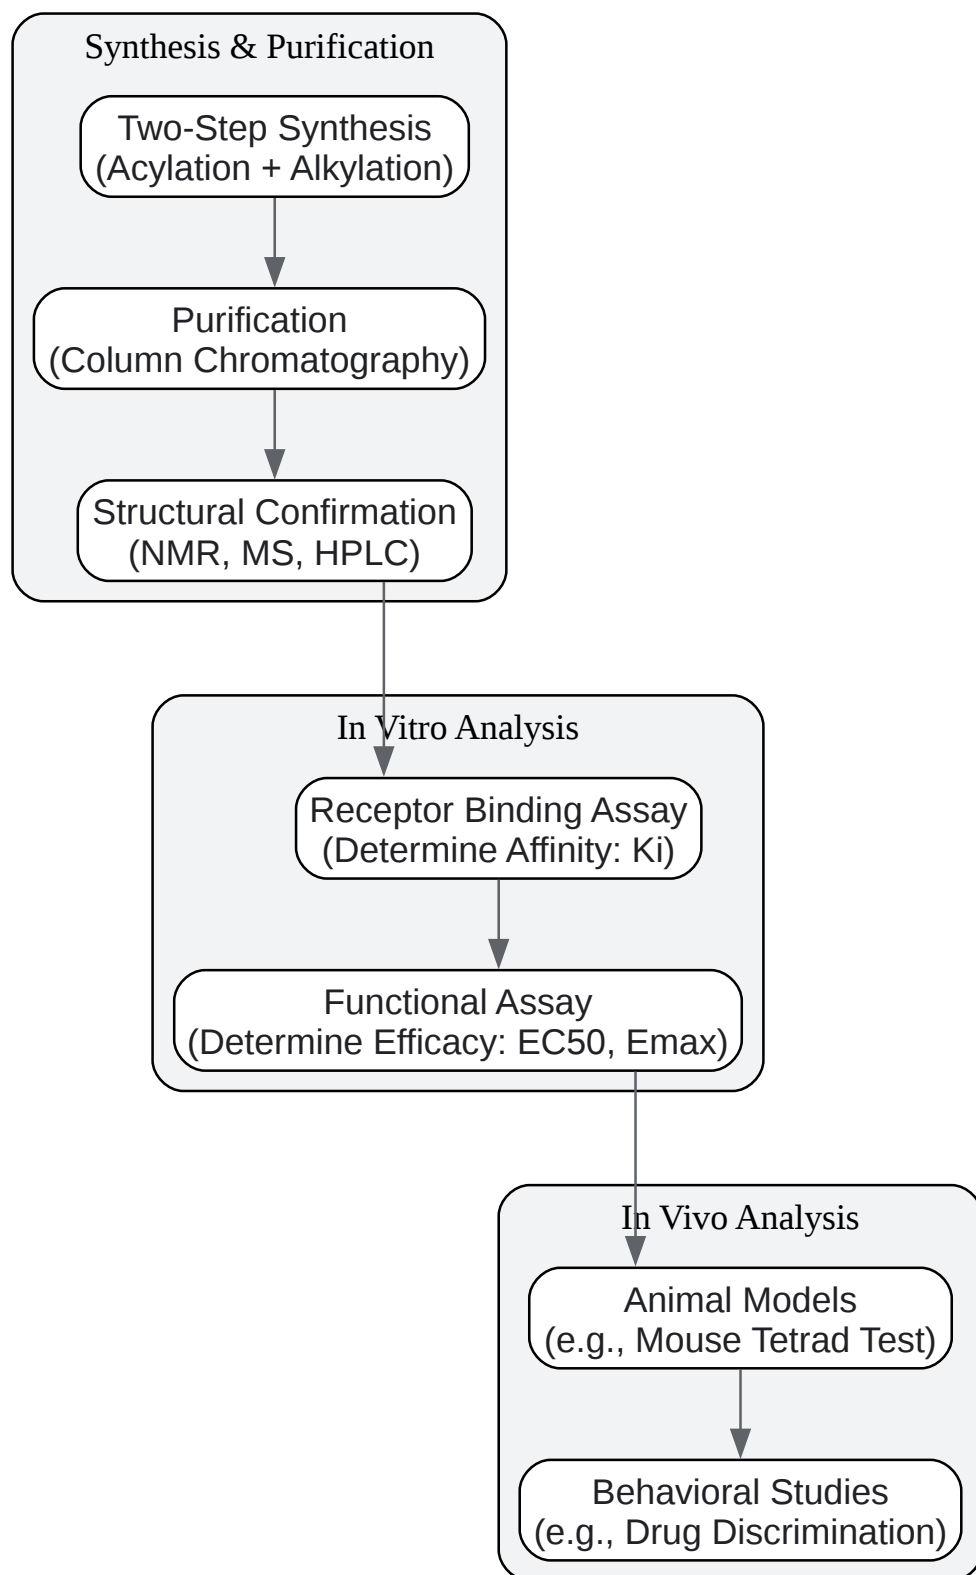 Synthesis & Purification
Two-Step Synthesis
(Acylation + Alkylation)
Purification
(Column Chromatography)
Structural Confirmation
(NMR, MS, HPLC)
In Vitro Analysis
Receptor Binding Assay
(Determine Affinity: Ki)
Functional Assay
(Determine Efficacy: EC50, Emax)
In Vivo Analysis
Animal Models
(e.g., Mouse Tetrad Test)
Behavioral Studies
(e.g., Drug Discrimination)